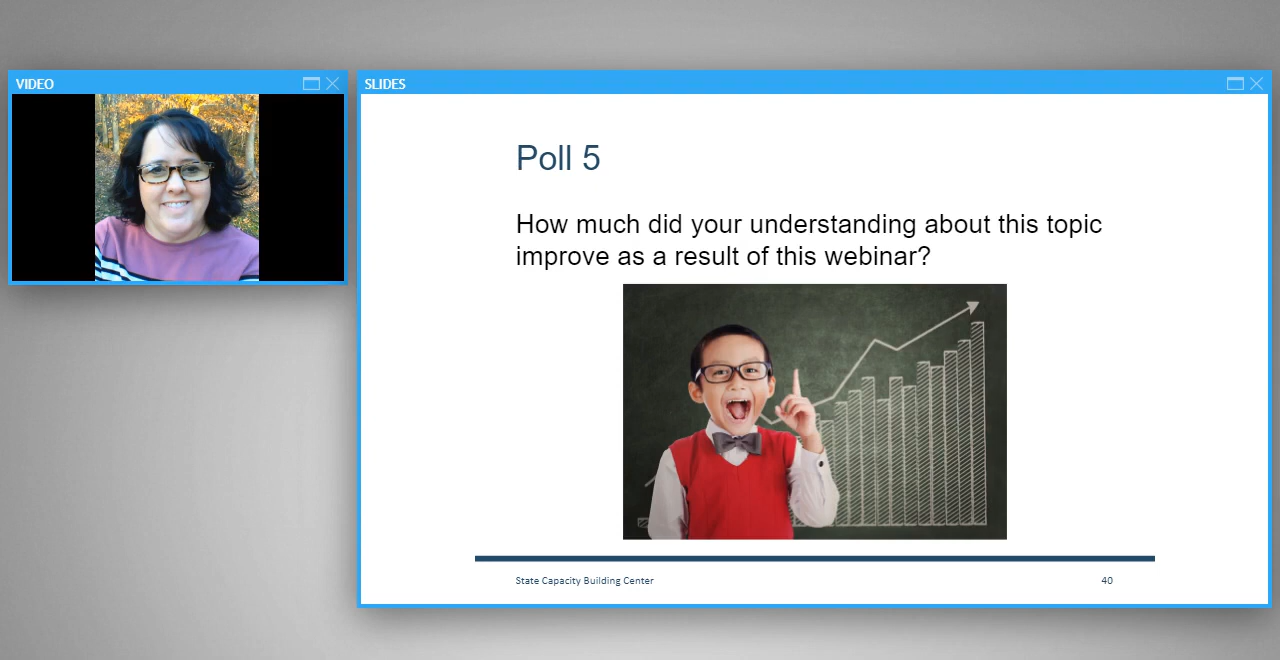 VIDEO
SLIDES
Poll 5
How much did your understanding about this topic
improve as a result of this webinar?
State Capacity Building Center
40